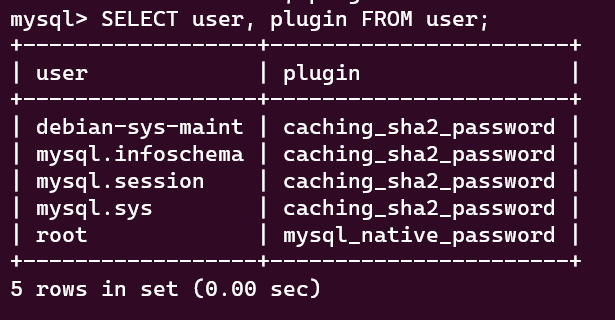 mysql> SELECT user, plugin FROM user;
+------------------+-----------------------+
| user             | plugin                |
+------------------+-----------------------+
| debian-sys-maint | caching_sha2_password |
| mysql.infoschema | caching_sha2_password |
| mysql.session    | caching_sha2_password |
| mysql.sys        | caching_sha2_password |
| root             | mysql_native_password |
+------------------+-----------------------+
5 rows in set (0.00 sec)